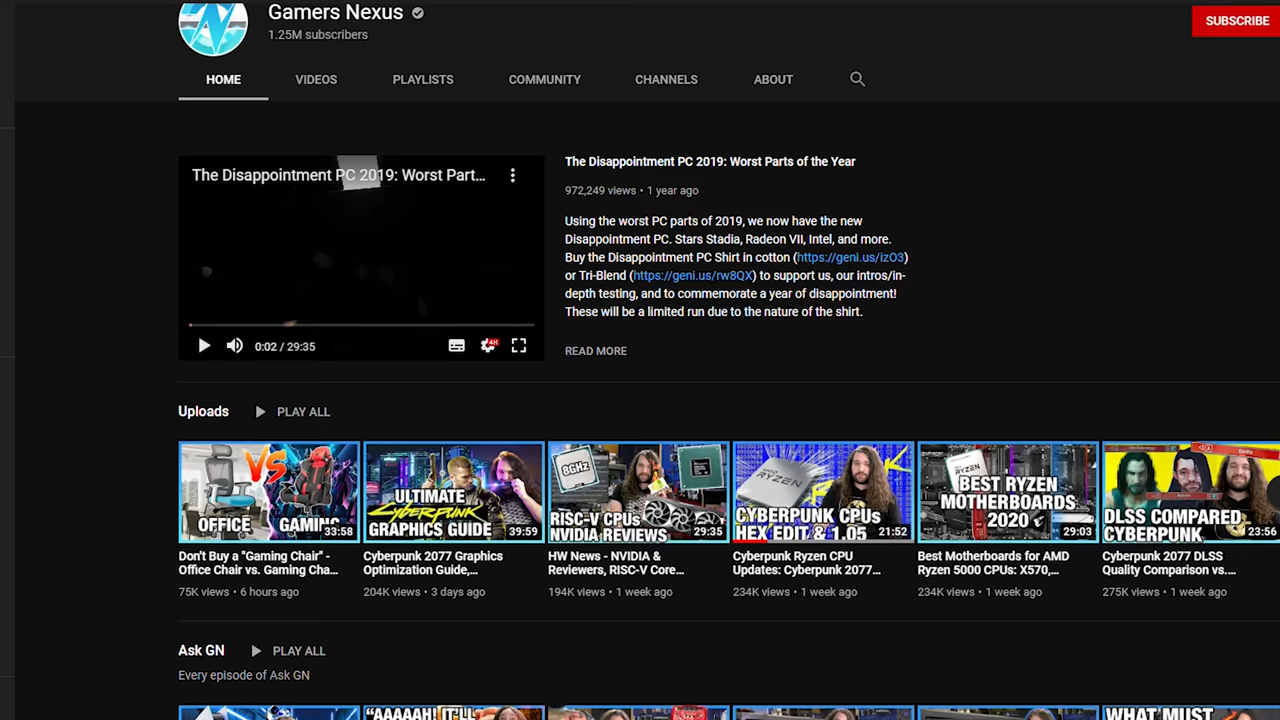 Gamers Nexus
1.25M subscribers
SUBSCRIBE
HOME
VIDEOS
PLAYLISTS
COMMUNITY
CHANNELS
ABOUT
The Disappointment PC 2019: Worst Part...
0:02 / 29:35
4K
The Disappointment PC 2019: Worst Parts of the Year
972,249 views • 1 year ago
Using the worst PC parts of 2019, we now have the new
Disappointment PC. Stars Stadia, Radeon VII, Intel, and more.
Buy the Disappointment PC Shirt in cotton (https://geni.us/izO3)
or Tri-Blend (https://geni.us/rw8QX) to support us, our intros/in-
depth testing, and to commemorate a year of disappointment!
These will be a limited run due to the nature of the shirt.
READ MORE
Uploads
PLAY ALL
VS
OFFICE
GAMING
33:58
Don't Buy a "Gaming Chair" -
Office Chair vs. Gaming Cha...
75K views • 6 hours ago
ULTIMATE
Cyberpunk
GRAPHICS GUIDE
39:59
Cyberpunk 2077 Graphics
Optimization Guide,...
204K views • 3 days ago
8GHz
RISC-V CPUs
NVIDIA REVIEWS
29:35
HW News - NVIDIA &
Reviewers, RISC-V Core...
194K views • 1 week ago
RYZEN
CYBERPUNK CPUs
HEX EDIT & 1.05
21:52
Cyberpunk Ryzen CPU
Updates: Cyberpunk 2077...
234K views • 1 week ago
RYZEN
BEST RYZEN
MOTHERBOARDS
2020
29:03
Best Motherboards for AMD
Ryzen 5000 CPUs: X570,...
234K views • 1 week ago
Quality
DLSS COMPARED
CYBERPUNK
23:56
Cyberpunk 2077 DLSS
Quality Comparison vs...
275K views • 1 week ago
Ask GN
PLAY ALL
Every episode of Ask GN
"AAAAAH! IT'LL
WHAT MUST